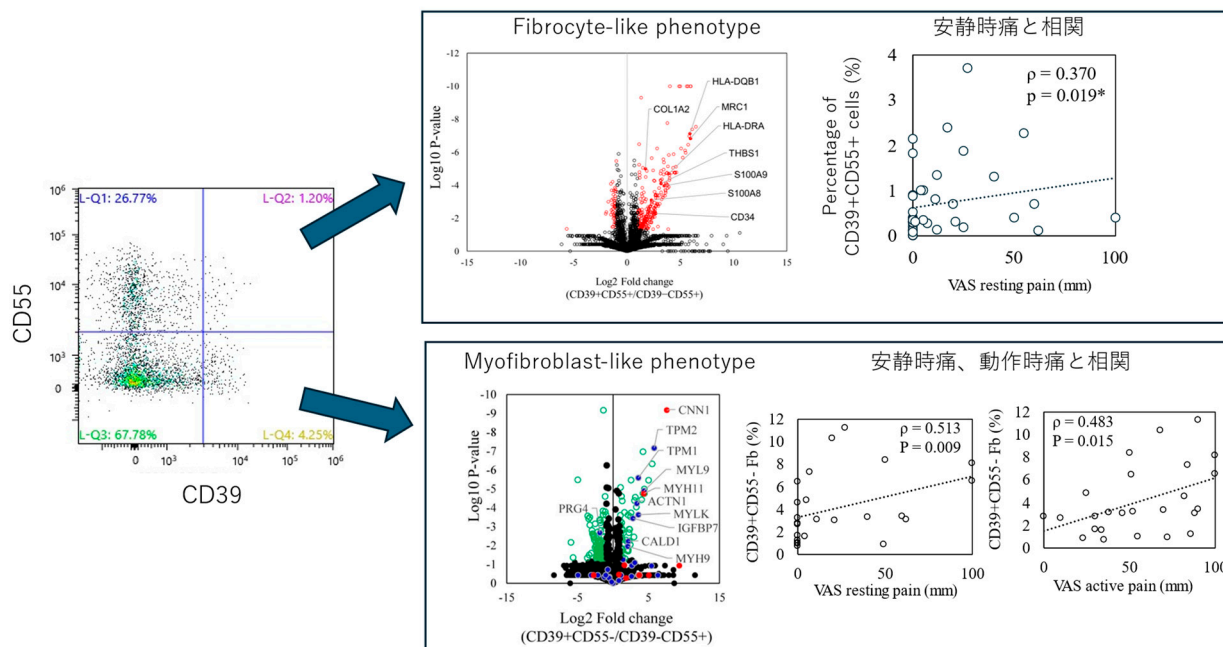 CD55
10⁶
10⁵
10⁴
10³
0
L-Q1: 26.77%
L-Q2: 1.20%
L-Q3: 67.78%
L-Q4: 4.25%
0
10³
10⁴
10⁵
10⁶
CD39
Fibrocyte-like phenotype
Log10 P-value
-12
-10
-8
-6
-4
-2
0
COL1A2
HLA-DQB1
MRC1
HLA-DRA
THBS1
S100A9
S100A8
CD34
-15
-10
-5
0
5
10
15
Log2 Fold change
(CD39+CD55+/CD39−CD55+)
安静時痛と相関
Percentage of
CD39+CD55+ cells (%)
4
3
2
1
0
ρ = 0.370
p = 0.019*
0
50
100
VAS resting pain (mm)
Myofibroblast-like phenotype
Log10 P-value
-10
-9
-8
-7
-6
-5
-4
-3
-2
-1
0
CNN1
TPM2
TPM1
MYL9
MYH11
ACTN1
MYLK
IGFBP7
CALD1
MYH9
PRG4
-15
-5
5
15
Log2 Fold change
(CD39+CD55-/CD39-CD55+)
安静時痛、動作時痛と相関
CD39+CD55- Fb (%)
12
10
8
6
4
2
0
ρ = 0.513
P = 0.009
0
50
100
VAS resting pain (mm)
CD39+CD55- Fb (%)
12
10
8
6
4
2
0
ρ = 0.483
P = 0.015
0
50
100
VAS active pain (mm)